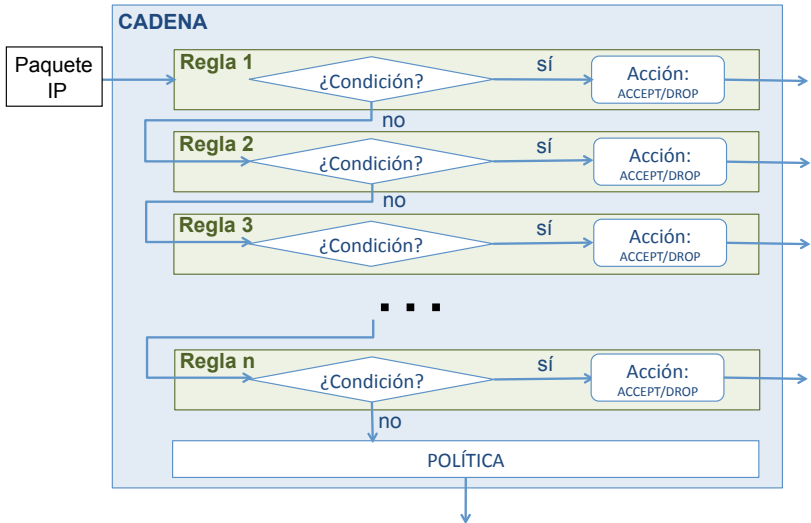 CADENA
Paquete
IP
Regla 1
¿Condición?
sí
Acción:
ACCEPT/DROP
no
Regla 2
¿Condición?
sí
Acción:
ACCEPT/DROP
no
Regla 3
¿Condición?
sí
Acción:
ACCEPT/DROP
...
Regla n
¿Condición?
sí
Acción:
ACCEPT/DROP
no
POLÍTICA